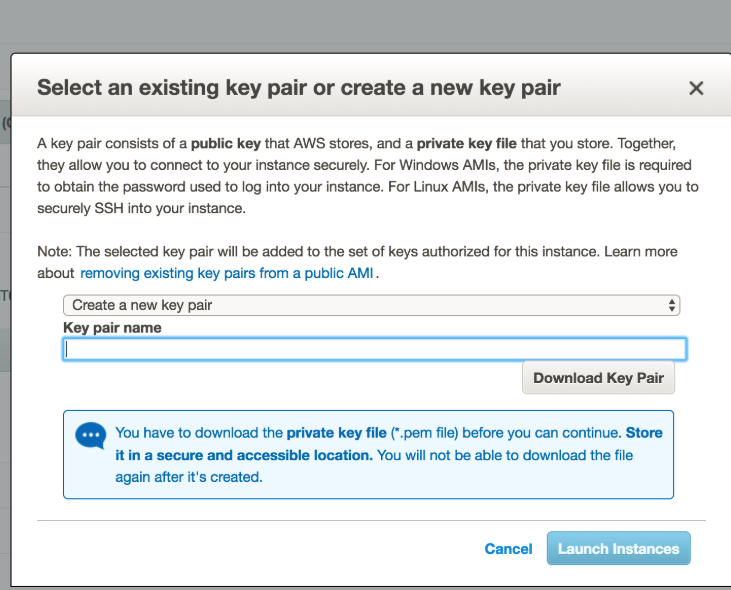 Select an existing key pair or create a new key pair
A key pair consists of a public key that AWS stores, and a private key file that you store. Together,
they allow you to connect to your instance securely. For Windows AMIs, the private key file is required
to obtain the password used to log into your instance. For Linux AMIs, the private key file allows you to
securely SSH into your instance.
Note: The selected key pair will be added to the set of keys authorized for this instance. Learn more
about removing existing key pairs from a public AMI .
Create a new key pair
Key pair name
Download Key Pair
You have to download the private key file (*.pem file) before you can continue. Store
it in a secure and accessible location. You will not be able to download the file
again after it's created.
Cancel Launch Instances